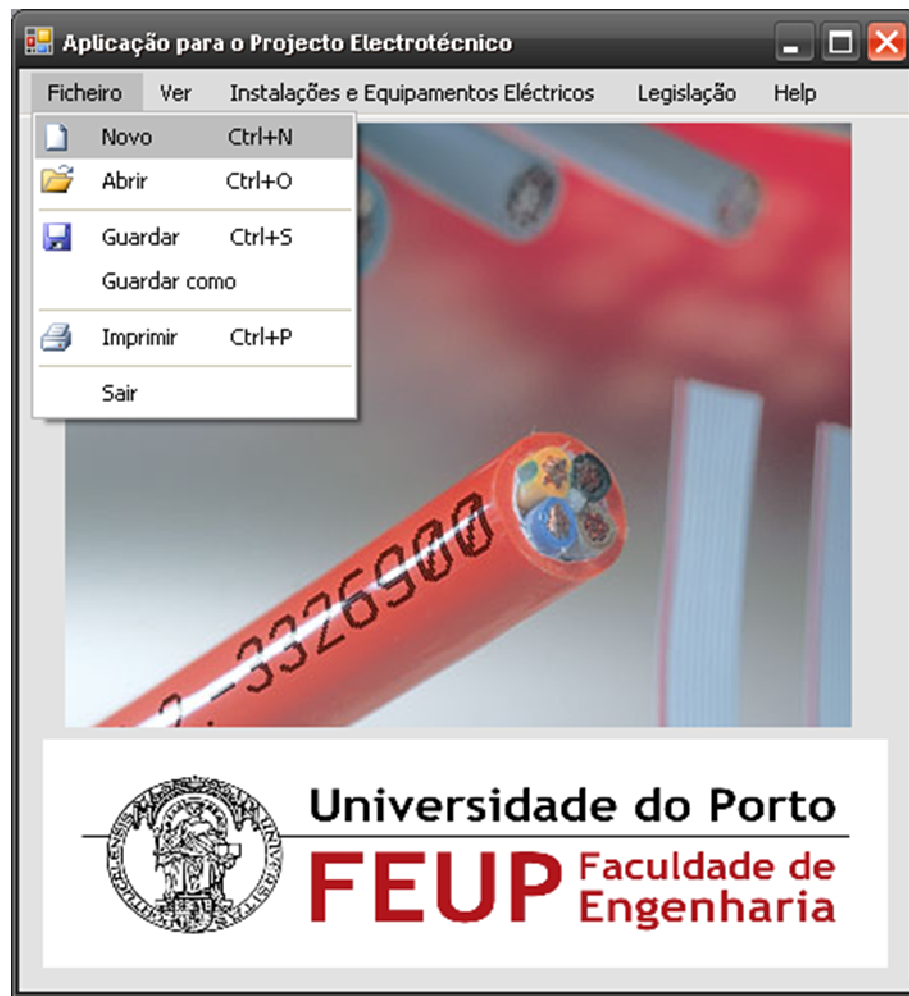 Aplicação para o Projecto Electrotécnico
Ficheiro Ver Instalações e Equipamentos Eléctricos Legislação Help
Novo Ctrl+N
Abrir Ctrl+O
Guardar Ctrl+S
Guardar como
Imprimir Ctrl+P
Sair
-3326900
Universidade do Porto
FEUP Faculdade de
Engenharia